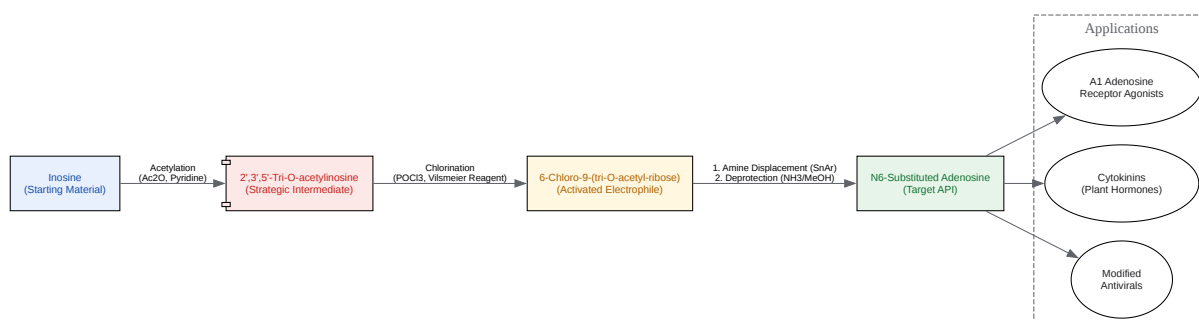 Applications
A1 Adenosine
Receptor Agonists
Inosine
(Starting Material)
Acetylation
(Ac2O, Pyridine)
2',3',5'-Tri-O-acetylinosine
(Strategic Intermediate)
Chlorination
(POCl3, Vilsmeier Reagent)
6-Chloro-9-(tri-O-acetyl-ribose)
(Activated Electrophile)
1. Amine Displacement (SnAr)
2. Deprotection (NH3/MeOH)
N6-Substituted Adenosine
(Target API)
Cytokinins
(Plant Hormones)
Modified
Antivirals